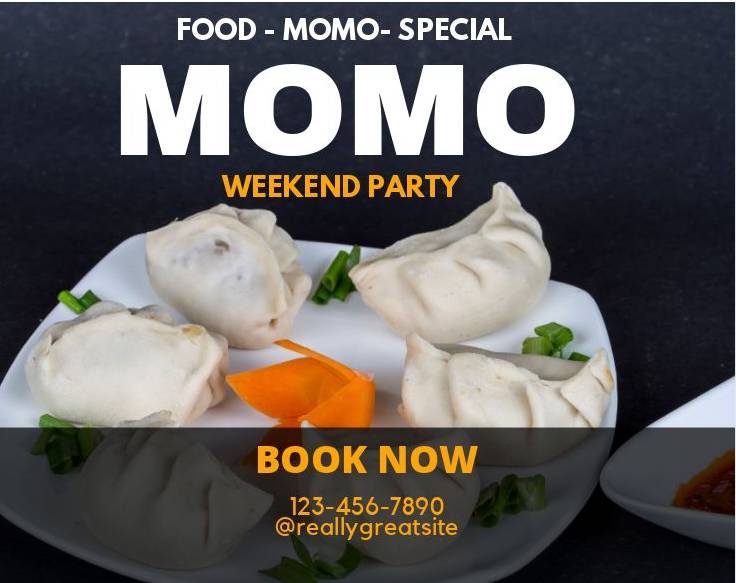 FOOD - MOMO- SPECIAL
MOMO
WEEKEND PARTY
BOOK NOW
123-456-7890
@reallygreatsite